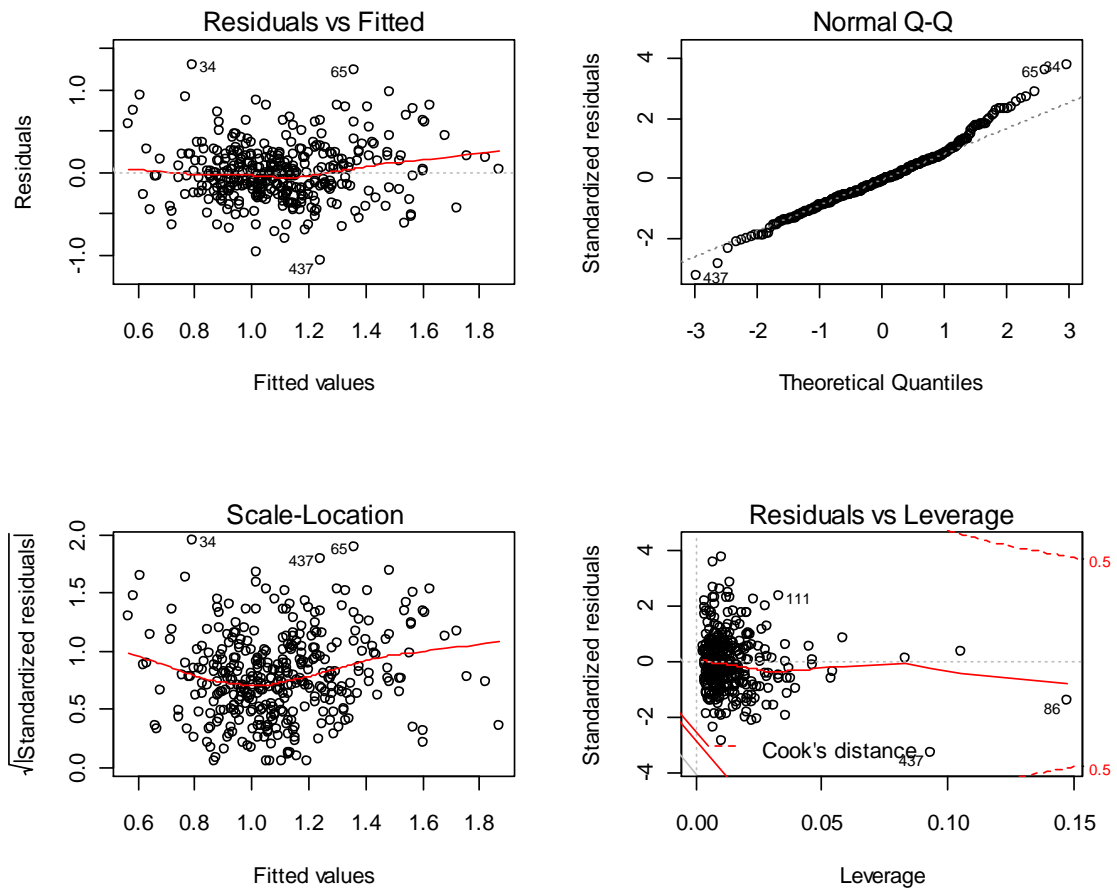 Residuals vs Fitted
Residuals
-1.0 0.0 1.0
34
65
437
0.6 0.8 1.0 1.2 1.4 1.6 1.8
Fitted values
Normal Q-Q
Standardized residuals
-2 0 2 4
65 34
437
-3 -2 -1 0 1 2 3
Theoretical Quantiles
Scale-Location
√|Standardized residuals|
0.0 0.5 1.0 1.5 2.0
34
437
65
0.6 0.8 1.0 1.2 1.4 1.6 1.8
Fitted values
Residuals vs Leverage
Standardized residuals
-4 -2 0 2 4
0.5
111
86
Cook's distance
437
0.5
0.00 0.05 0.10 0.15
Leverage